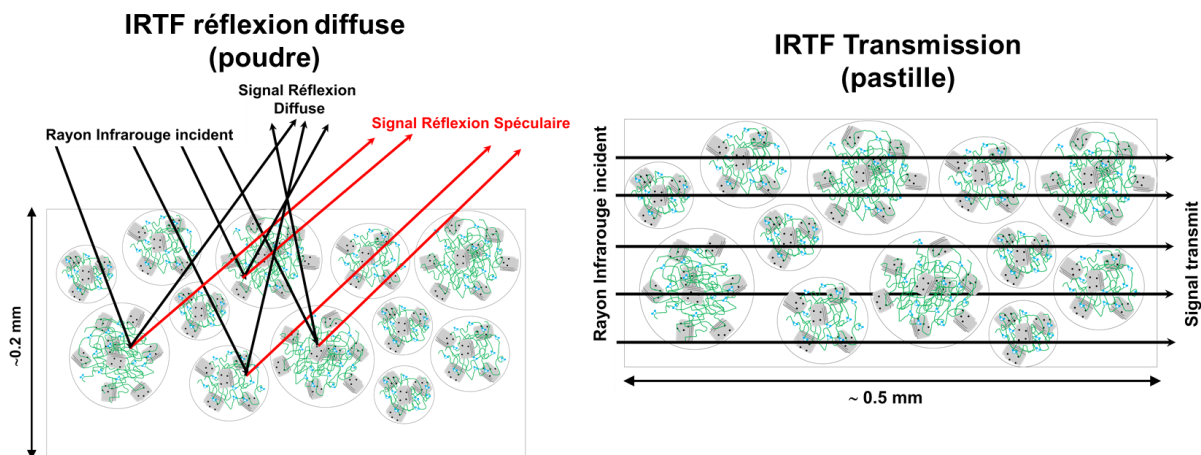 IRTF réflexion diffuse
(poudre)
Signal Réflexion
Diffuse
Rayon Infrarouge incident
Signal Réflexion Spéculaire
~0.2 mm
IRTF Transmission
(pastille)
Rayon Infrarouge incident
Signal transmit
~ 0.5 mm